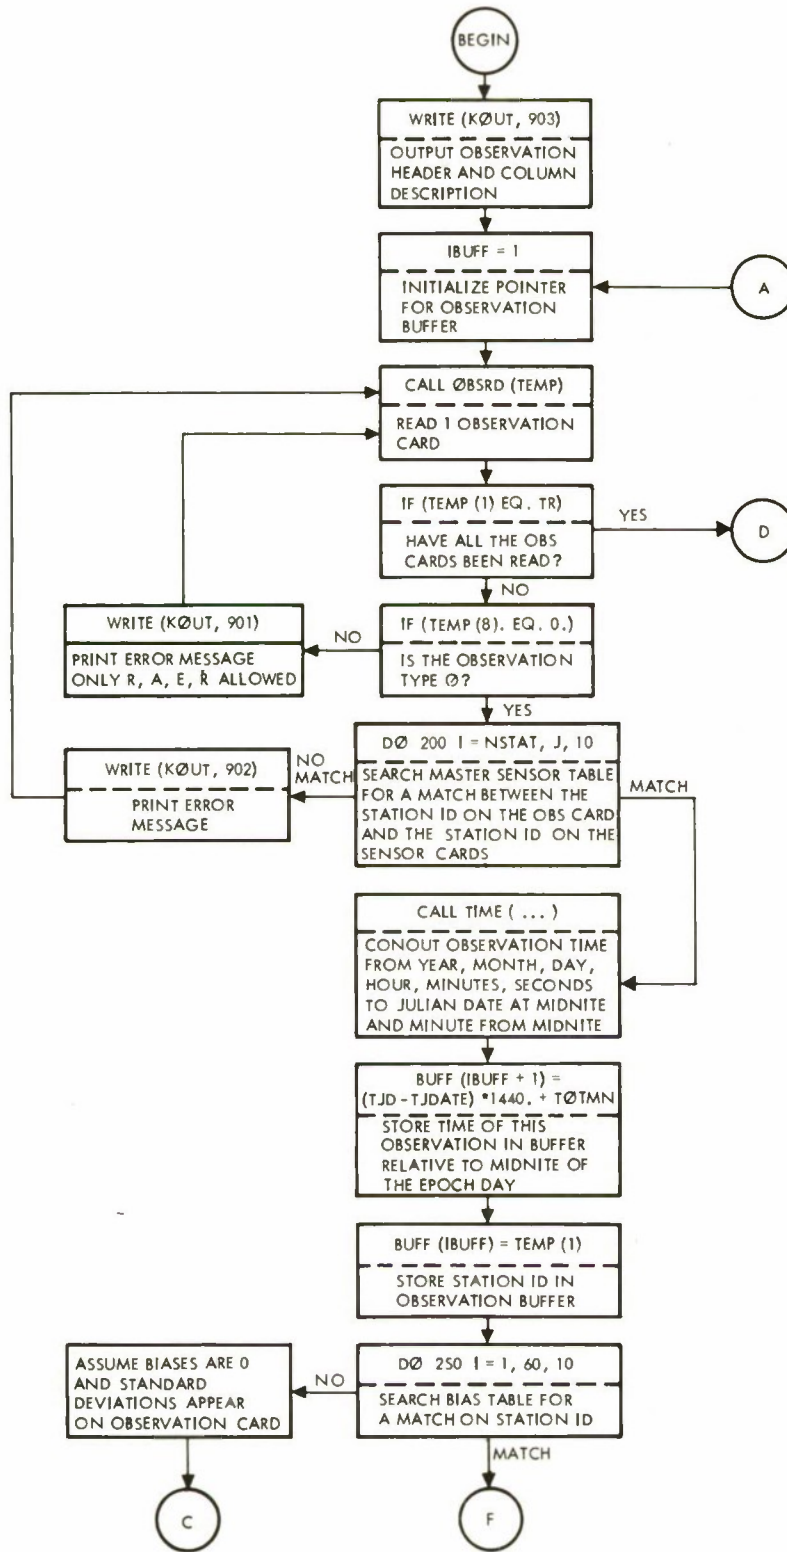 BEGIN
WRITE (KØUT, 903)
OUTPUT OBSERVATION
HEADER AND COLUMN
DESCRIPTION
IBUFF = 1
INITIALIZE POINTER
FOR OBSERVATION
BUFFER
A
CALL ØBSRD (TEMP)
READ 1 OBSERVATION
CARD
IF (TEMP (1) EQ. TR)
HAVE ALL THE OBS
CARDS BEEN READ?
YES
D
NO
IF (TEMP (8). EQ. 0.)
IS THE OBSERVATION
TYPE Ø?
NO
WRITE (KØUT, 901)
PRINT ERROR MESSAGE
ONLY R, A, E, Ṙ ALLOWED
YES
DØ 200 I = NSTAT, J, 10
SEARCH MASTER SENSOR TABLE
FOR A MATCH BETWEEN THE
STATION ID ON THE OBS CARD
AND THE STATION ID ON THE
SENSOR CARDS
NO
MATCH
WRITE (KØUT, 902)
PRINT ERROR
MESSAGE
MATCH
CALL TIME ( ... )
CONOUT OBSERVATION TIME
FROM YEAR, MONTH, DAY,
HOUR, MINUTES, SECONDS
TO JULIAN DATE AT MIDNITE
AND MINUTE FROM MIDNITE
BUFF (IBUFF + 1) =
(TJD - TJDATE) *1440. + TØTMN
STORE TIME OF THIS
OBSERVATION IN BUFFER
RELATIVE TO MIDNITE OF
THE EPOCH DAY
BUFF (IBUFF) = TEMP (1)
STORE STATION ID IN
OBSERVATION BUFFER
DØ 250 I = 1, 60, 10
SEARCH BIAS TABLE FOR
A MATCH ON STATION ID
NO
ASSUME BIASES ARE 0
AND STANDARD
DEVIATIONS APPEAR
ON OBSERVATION CARD
MATCH
C
F